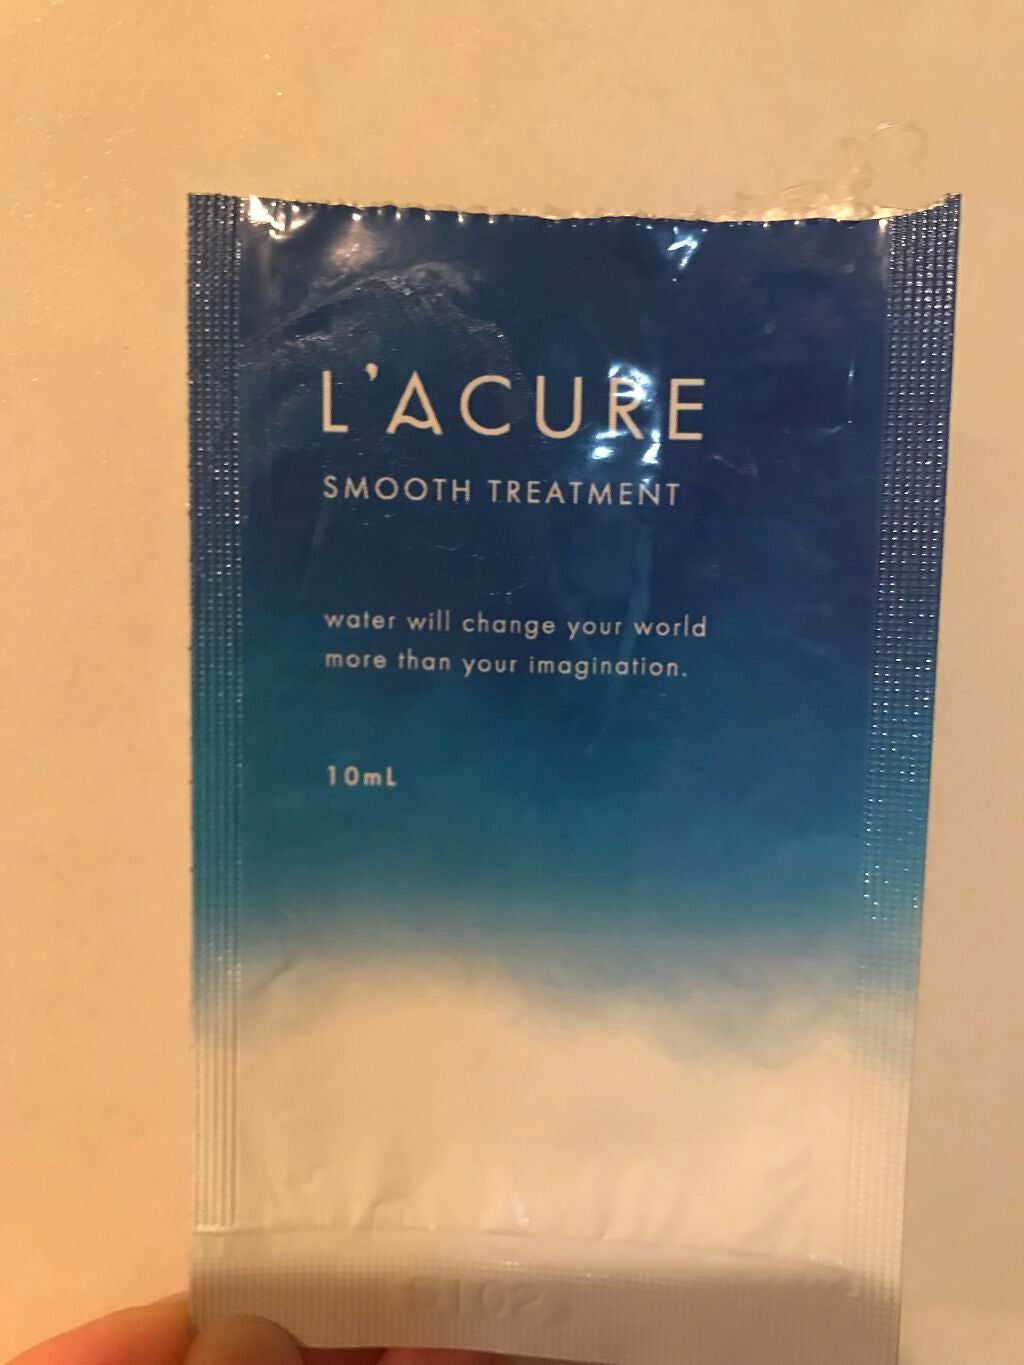 L'ACURE
SMOOTH TREATMENT
water will change your world
more than your imagination.
10mL